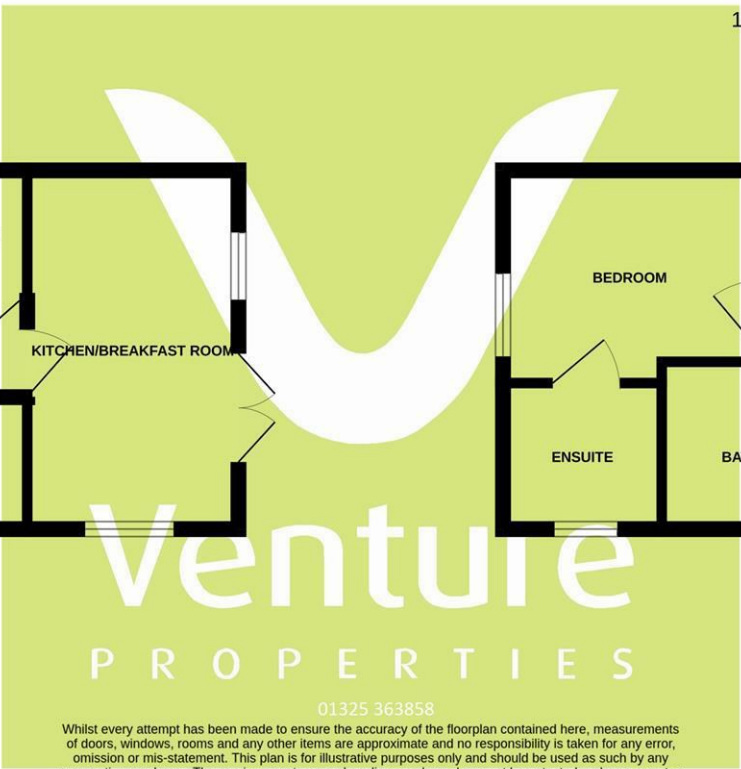 1
BEDROOM
KITCHEN/BREAKFAST ROOM
ENSUITE
BA
Venture
PROPERTIES
01325 363858
Whilst every attempt has been made to ensure the accuracy of the floorplan contained here, measurements
of doors, windows, rooms and any other items are approximate and no responsibility is taken for any error,
omission or mis-statement. This plan is for illustrative purposes only and should be used as such by any